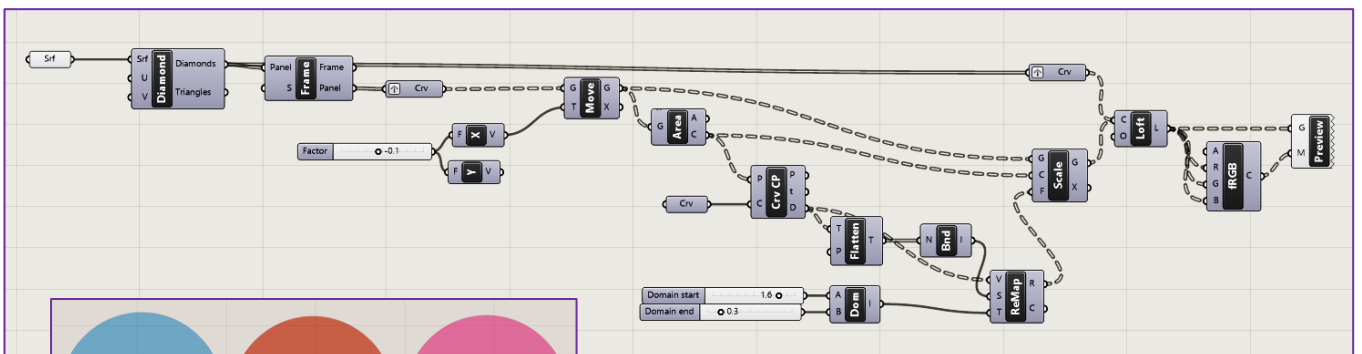 Srf
Srf
U
V
Diamond
Diamonds
Triangles
Panel
S
Frame
Frame
Panel
Crv
Factor
-0.1
F
X
V
F
Y
V
G
T
Move
G
X
G
Area
A
C
Crv
P
C
Crv CP
P
t
D
T
P
Flatten
T
N
Bnd
I
Domain start
1.6
Domain end
0.3
A
B
Dom
I
V
S
T
ReMap
R
C
G
C
F
Scale
G
X
Crv
C
O
Loft
L
A
R
G
B
fRGB
C
G
M
Preview